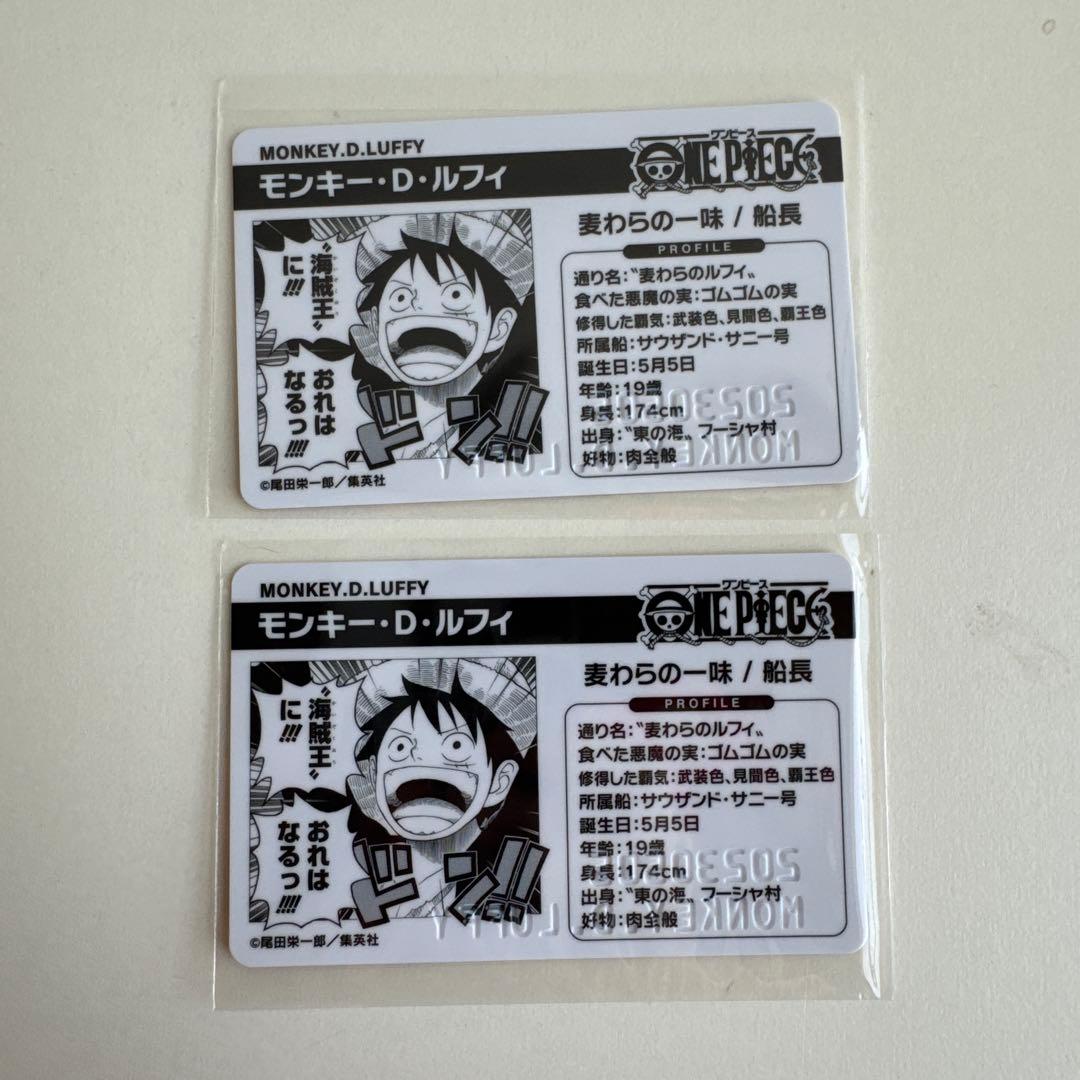 MONKEY.D.LUFFY
モンキー・D・ルフィ
ワンピース
ONE PIECE
麦わらの一味 / 船長
PROFILE
通り名:〝麦わらのルフィ〟
食べた悪魔の実:ゴムゴムの実
修得した覇気:武装色、見聞色、覇王色
所属船:サウザンド・サニー号
誕生日:5月5日
年齢:19歳
身長:174cm
出身:〝東の海〟フーシャ村
好物:肉全般
〝海賊王〟
に!!!
おれは
なるっ!!!!
ドン!!
20230505
MONKEY.D. LUFFY
©尾田栄一郎/集英社
MONKEY.D.LUFFY
モンキー・D・ルフィ
ワンピース
ONE PIECE
麦わらの一味 / 船長
PROFILE
通り名:〝麦わらのルフィ〟
食べた悪魔の実:ゴムゴムの実
修得した覇気:武装色、見聞色、覇王色
所属船:サウザンド・サニー号
誕生日:5月5日
年齢:19歳
身長:174cm
出身:〝東の海〟フーシャ村
好物:肉全般
〝海賊王〟
に!!!
おれは
なるっ!!!!
ドン!!
20230505
MONKEY.D. LUFFY
©尾田栄一郎/集英社